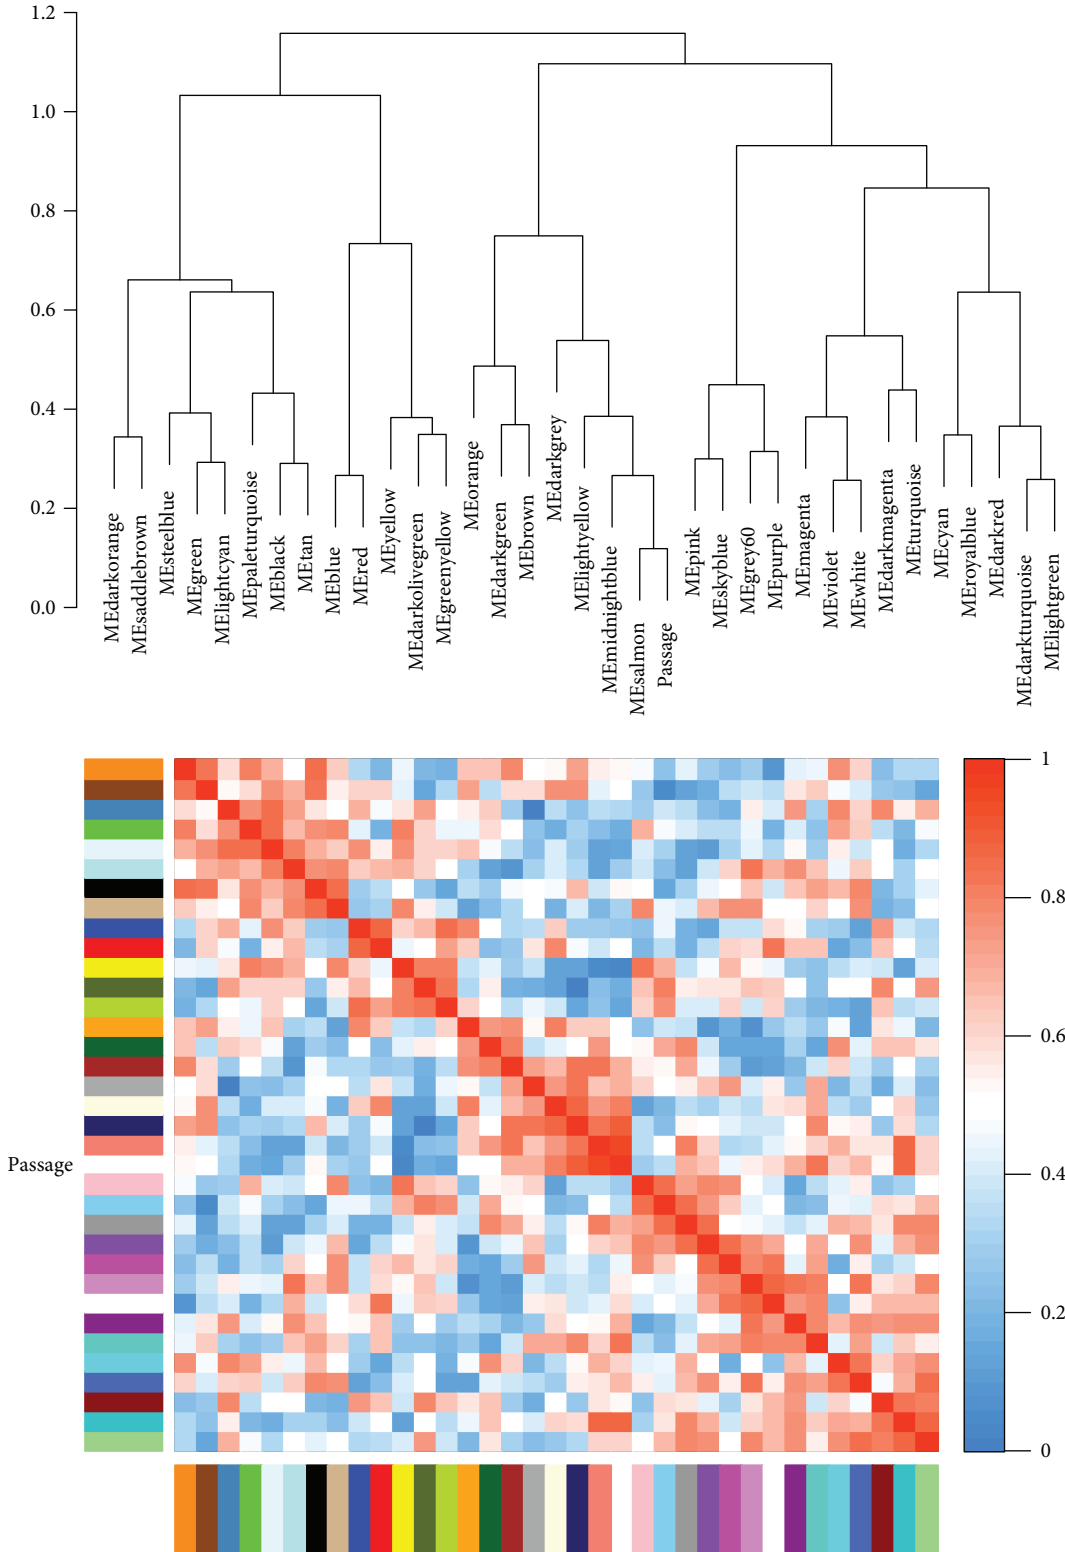 1.2
1.0
0.8
0.6
0.4
0.2
0.0
MEdarkorange
MEsaddlebrown
MEsteelblue
MEgreen
MElightcyan
MEpaleturquoise
MEblack
MEtan
MEblue
MEred
MEyellow
MEdarkolivegreen
MEgreenyellow
MEorange
MEdarkgreen
MEbrown
MEdarkgrey
MElightyellow
MEmidnightblue
MEsalmon
Passage
MEpink
MEskyblue
MEgrey60
MEpurple
MEmagenta
MEviolet
MEwhite
MEdarkmagenta
MEturquoise
MEcyan
MEroyalblue
MEdarkred
MEdarkturquoise
MElightgreen
1
0.8
0.6
0.4
0.2
0
Passage